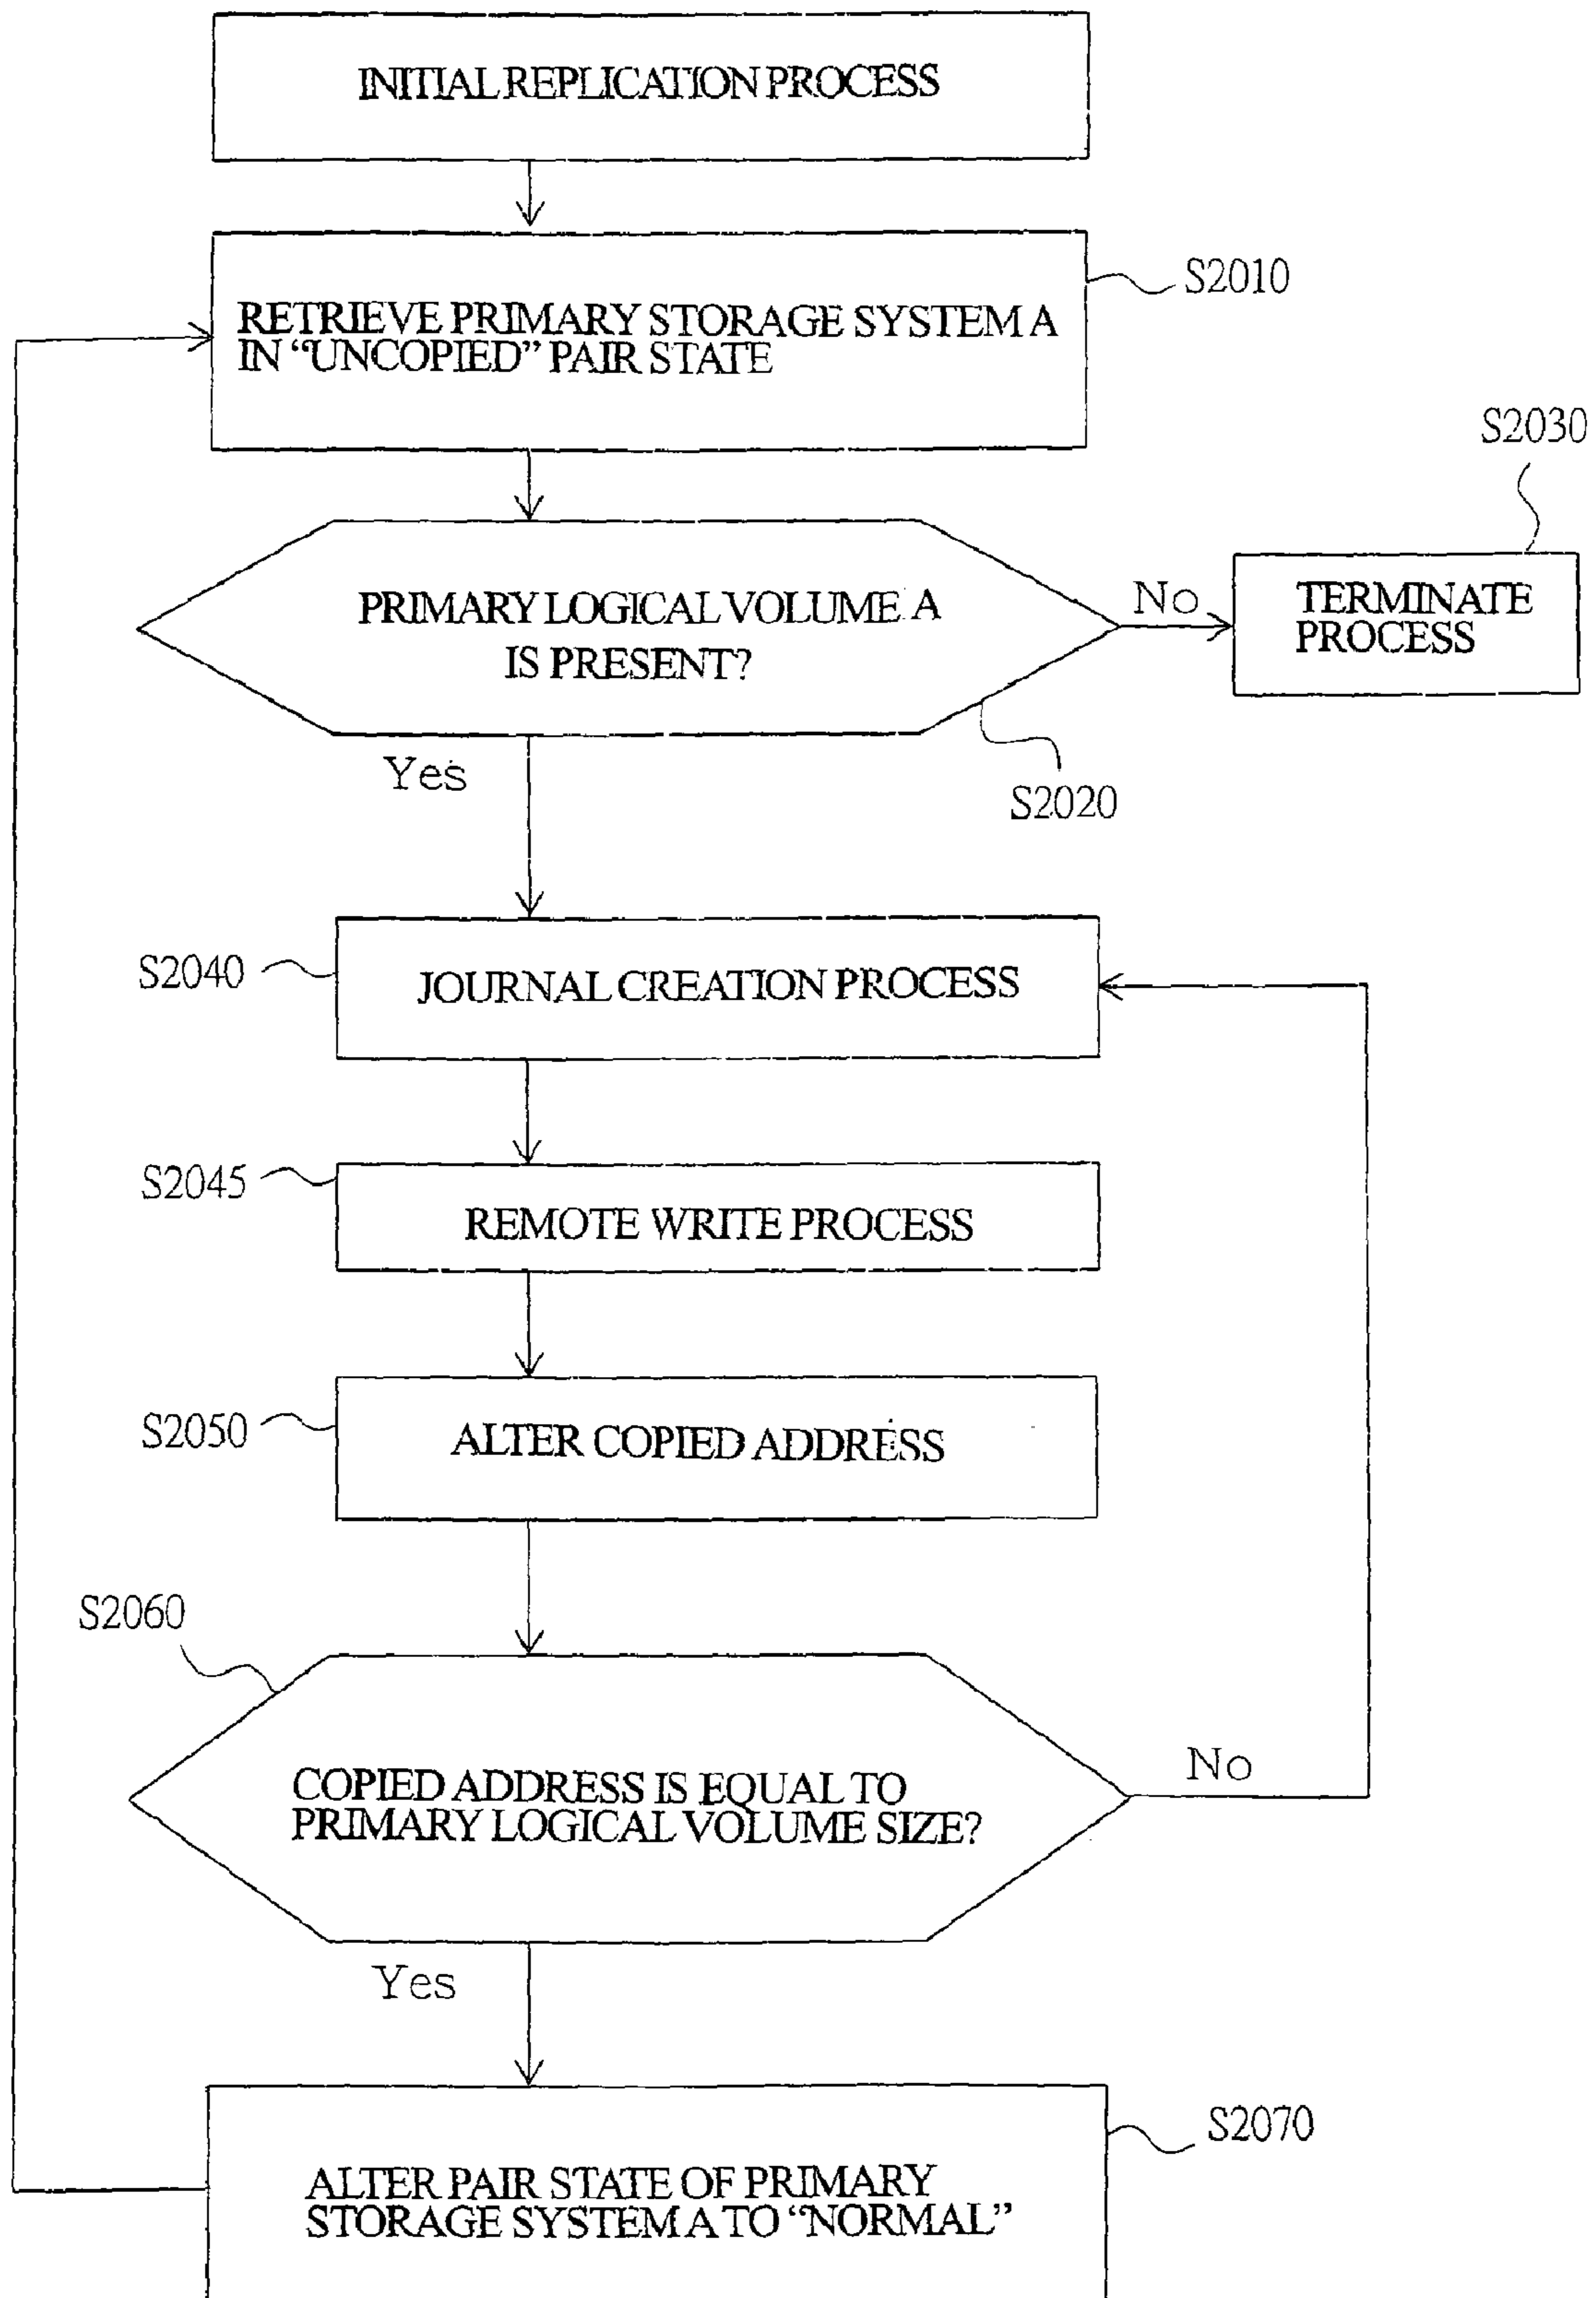 INITIAL REPLICATION PROCESS
S2010
RETRIEVE PRIMARY STORAGE SYSTEM A
IN “UNCOPIED” PAIR STATE
S2030
PRIMARY LOGICAL VOLUME A
IS PRESENT?
No
TERMINATE
PROCESS
Yes
S2020
S2040
JOURNAL CREATION PROCESS
S2045
REMOTE WRITE PROCESS
S2050
ALTER COPIED ADDRESS
S2060
COPIED ADDRESS IS EQUAL TO
PRIMARY LOGICAL VOLUME SIZE?
No
Yes
S2070
ALTER PAIR STATE OF PRIMARY
STORAGE SYSTEM A TO “NORMAL”